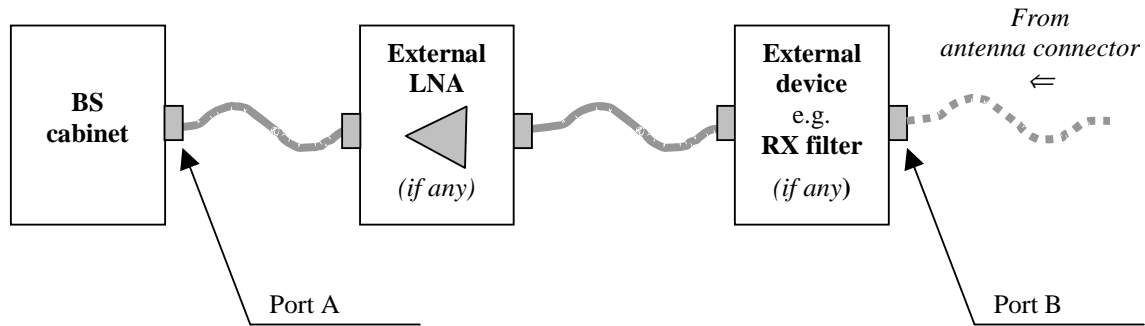 BS
cabinet
External
LNA
(if any)
External
device
e.g.
RX filter
(if any)
From
antenna connector
⇐
Port A
Port B